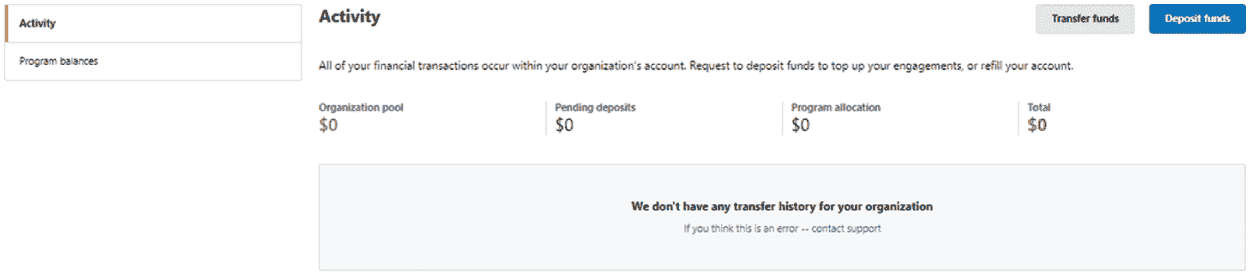 Activity
Program balances
Activity
Transfer funds
Deposit funds
All of your financial transactions occur within your organization's account. Request to deposit funds to top up your engagements, or refill your account.
Organization pool
Pending deposits
Program allocation
Total
$0
$0
$0
$0
We don't have any transfer history for your organization
If you think this is an error -- contact support